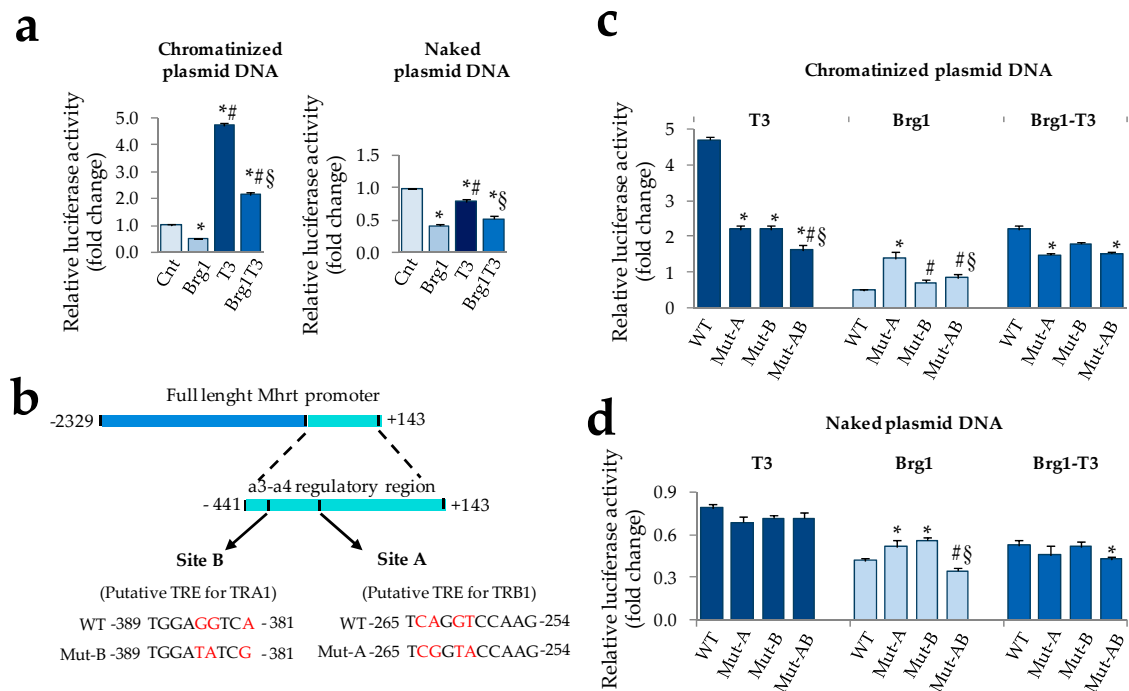 a
Chromatinized
plasmid DNA
Relative luciferase activity
(fold change)
5.0
4.0
3.0
2.0
1.0
0.0
*
*#
*#§
Cnt
Brg1
T3
Brg1T3
Naked
plasmid DNA
Relative luciferase activity
(fold change)
1.5
1.0
0.5
0.0
*
*#
*§
Cnt
Brg1
T3
Brg1T3
b
Full lenght Mhrt promoter
-2329
+143
a3-a4 regulatory region
- 441
+143
Site B
(Putative TRE for TRA1)
WT -389 TGGAGGTCA -381
Mut-B -389 TGGATATCG -381
Site A
(Putative TRE for TRB1)
WT -265 TCAGGTCCAAG-254
Mut-A -265 TCGGTACCAAG-254
c
Chromatinized plasmid DNA
T3
Brg1
Brg1-T3
Relative luciferase activity
(fold change)
5
4
3
2
1
0
*
*
*#§
*
#
#§
*
*
WT
Mut-A
Mut-B
Mut-AB
WT
Mut-A
Mut-B
Mut-AB
WT
Mut-A
Mut-B
Mut-AB
d
Naked plasmid DNA
T3
Brg1
Brg1-T3
Relative luciferase activity
(fold change)
0.9
0.6
0.3
0.0
*
*
#§
*
WT
Mut-A
Mut-B
Mut-AB
WT
Mut-A
Mut-B
Mut-AB
WT
Mut-A
Mut-B
Mut-AB